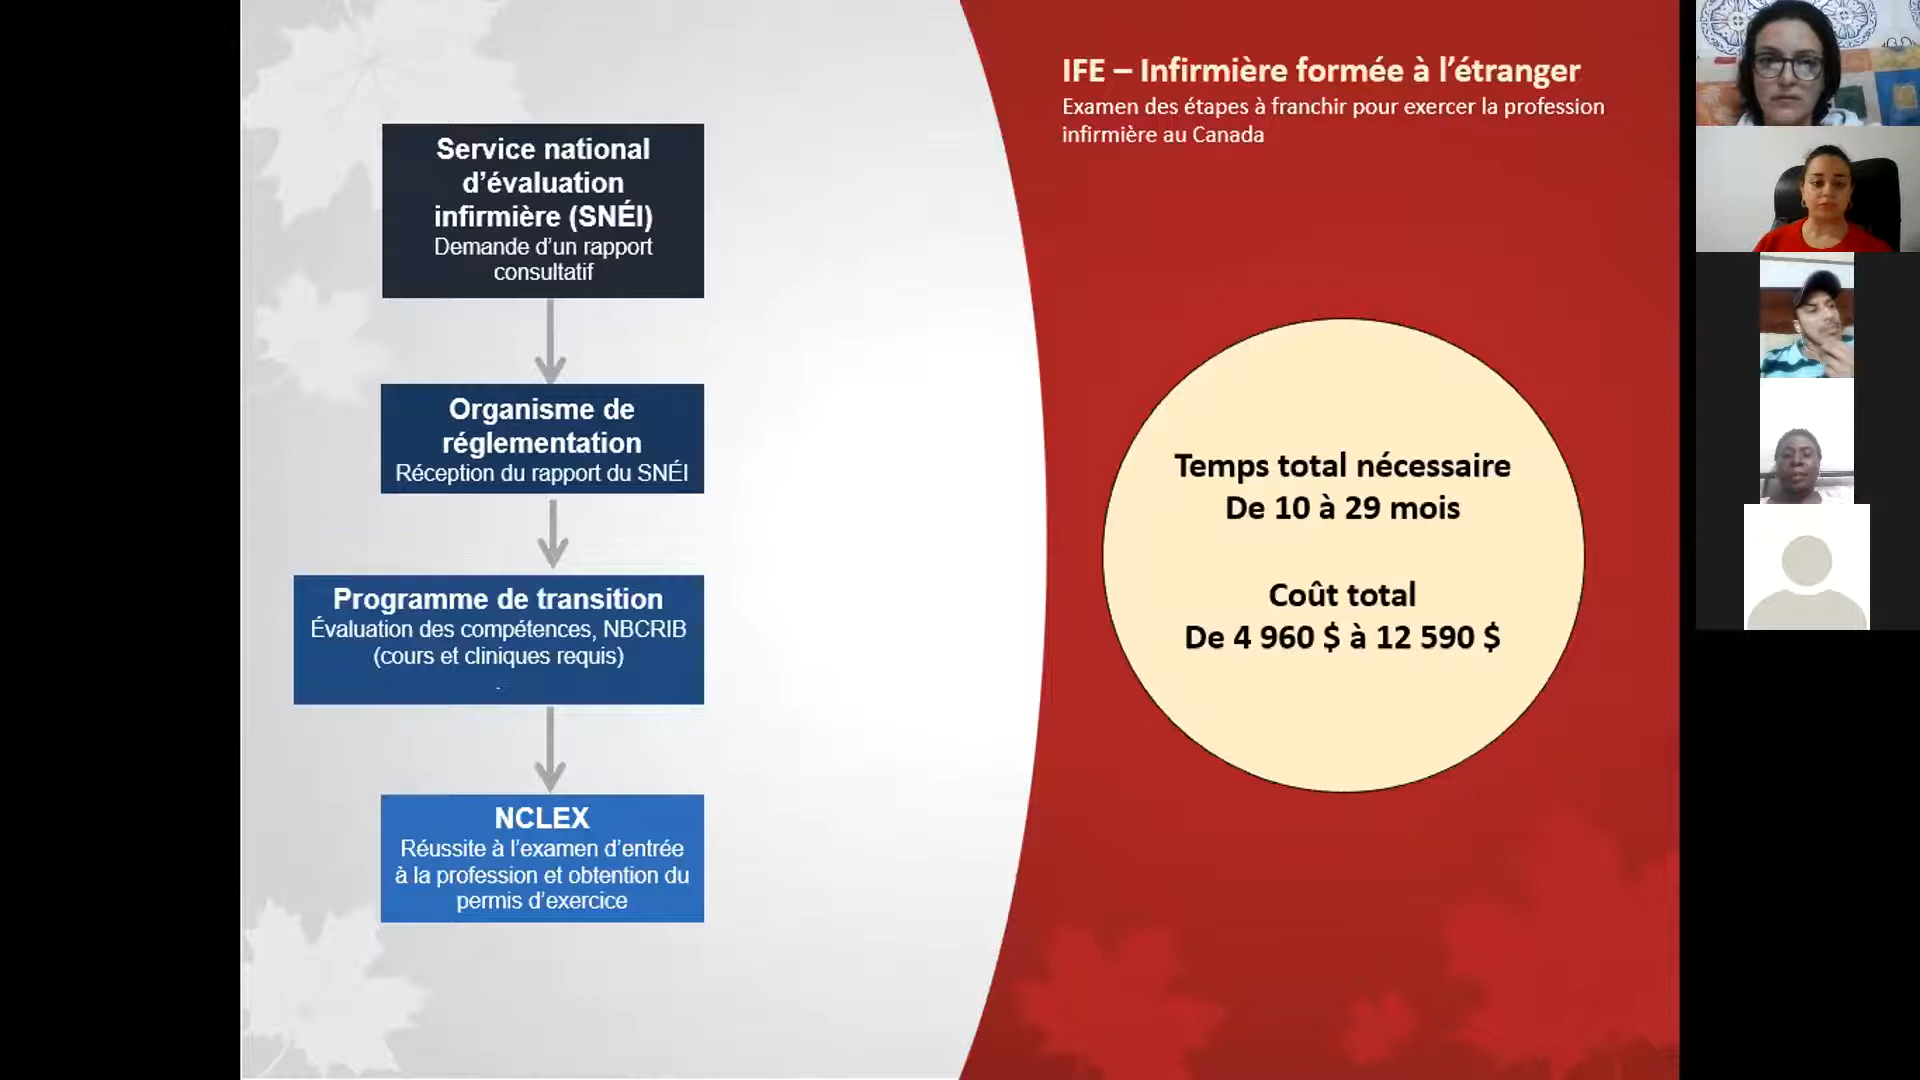 IFE – Infirmière formée à l’étranger
Examen des étapes à franchir pour exercer la profession
infirmière au Canada
Service national
d’évaluation
infirmière (SNÉI)
Demande d’un rapport
consultatif
Organisme de
réglementation
Réception du rapport du SNÉI
Programme de transition
Évaluation des compétences, NBCRIB
(cours et cliniques requis)
.
NCLEX
Réussite à l’examen d’entrée
à la profession et obtention du
permis d’exercice
Temps total nécessaire
De 10 à 29 mois
Coût total
De 4 960 $ à 12 590 $